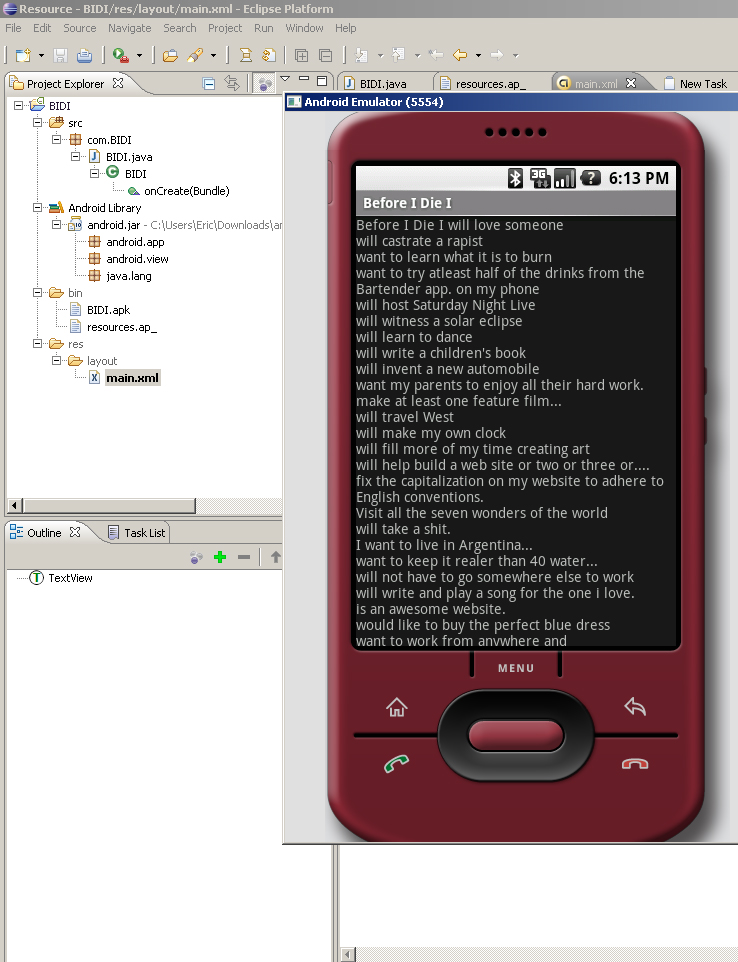 Resource - BIDI/res/layout/main.xml - Eclipse Platform
File Edit Source Navigate Search Project Run Window Help
Project Explorer
BIDI.java
resources.ap_
main.xml
New Task
BIDI
src
com.BIDI
BIDI.java
BIDI
onCreate(Bundle)
Android Library
android.jar - C:\Users\Eric\Downloads\an
android.app
android.view
java.lang
bin
BIDI.apk
resources.ap_
res
layout
main.xml
Outline
Task List
TextView
Android Emulator (5554)
3G
6:13 PM
Before I Die I
Before I Die I will love someone
will castrate a rapist
want to learn what it is to burn
want to try atleast half of the drinks from the
Bartender app. on my phone
will host Saturday Night Live
will witness a solar eclipse
will learn to dance
will write a children's book
will invent a new automobile
want my parents to enjoy all their hard work.
make at least one feature film...
will travel West
will make my own clock
will fill more of my time creating art
will help build a web site or two or three or....
fix the capitalization on my website to adhere to
English conventions.
Visit all the seven wonders of the world
will take a shit.
I want to live in Argentina...
want to keep it realer than 40 water...
will not have to go somewhere else to work
will write and play a song for the one i love.
is an awesome website.
would like to buy the perfect blue dress
want to work from anywhere and
MENU